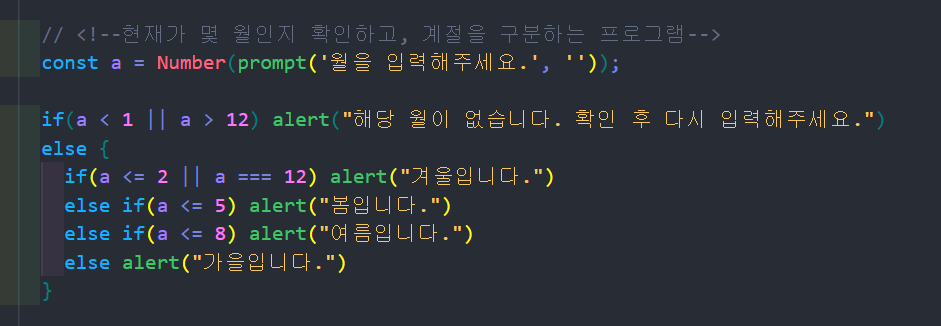 // <!--현재가 몇 월인지 확인하고, 계절을 구분하는 프로그램-->
const a = Number(prompt('월을 입력해주세요.', ''));
if(a < 1 || a > 12) alert("해당 월이 없습니다. 확인 후 다시 입력해주세요.")
else {
if(a <= 2 || a === 12) alert("겨울입니다.")
else if(a <= 5) alert("봄입니다.")
else if(a <= 8) alert("여름입니다.")
else alert("가을입니다.")
}